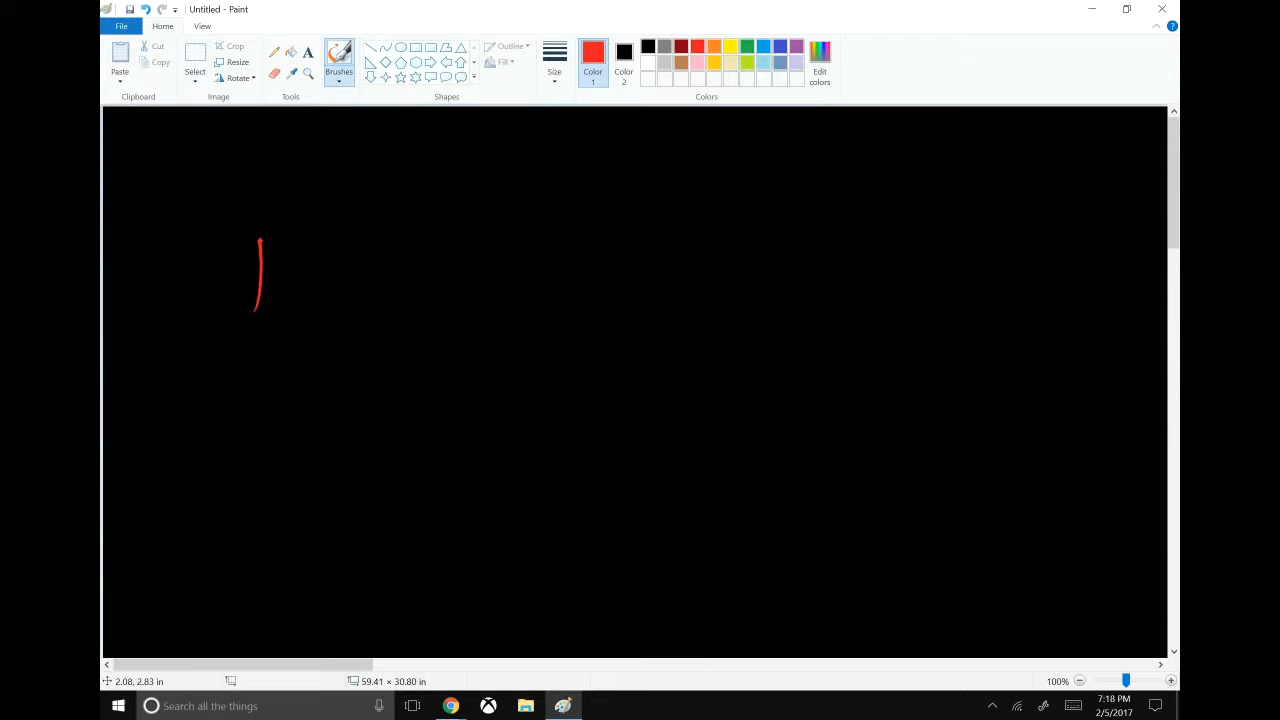 Untitled - Paint
File Home View
Paste Cut Copy Select Crop Resize Rotate A Brushes Outline Fill Size Color 1 Color 2 Edit colors
Clipboard Image Tools Shapes Colors
2.08, 2.83 in 59.41 × 30.80 in 100%
Search all the things 7:18 PM
2/5/2017